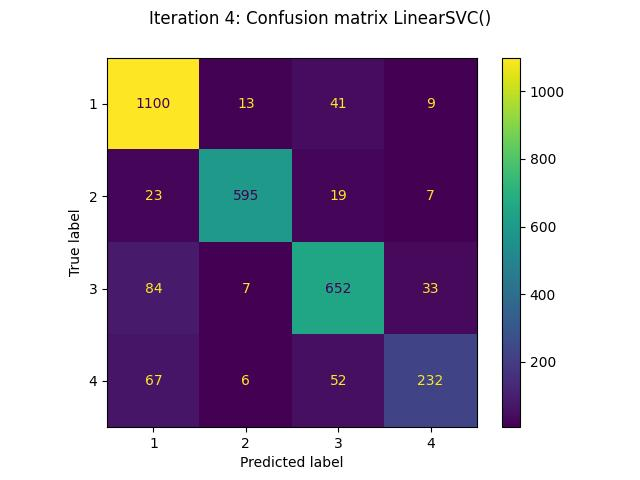 Iteration 4: Confusion matrix LinearSVC()
1 1100 13 41 9
2 23 595 19 7
3 84 7 652 33
4 67 6 52 232
1 2 3 4
True label
Predicted label
1000
800
600
400
200